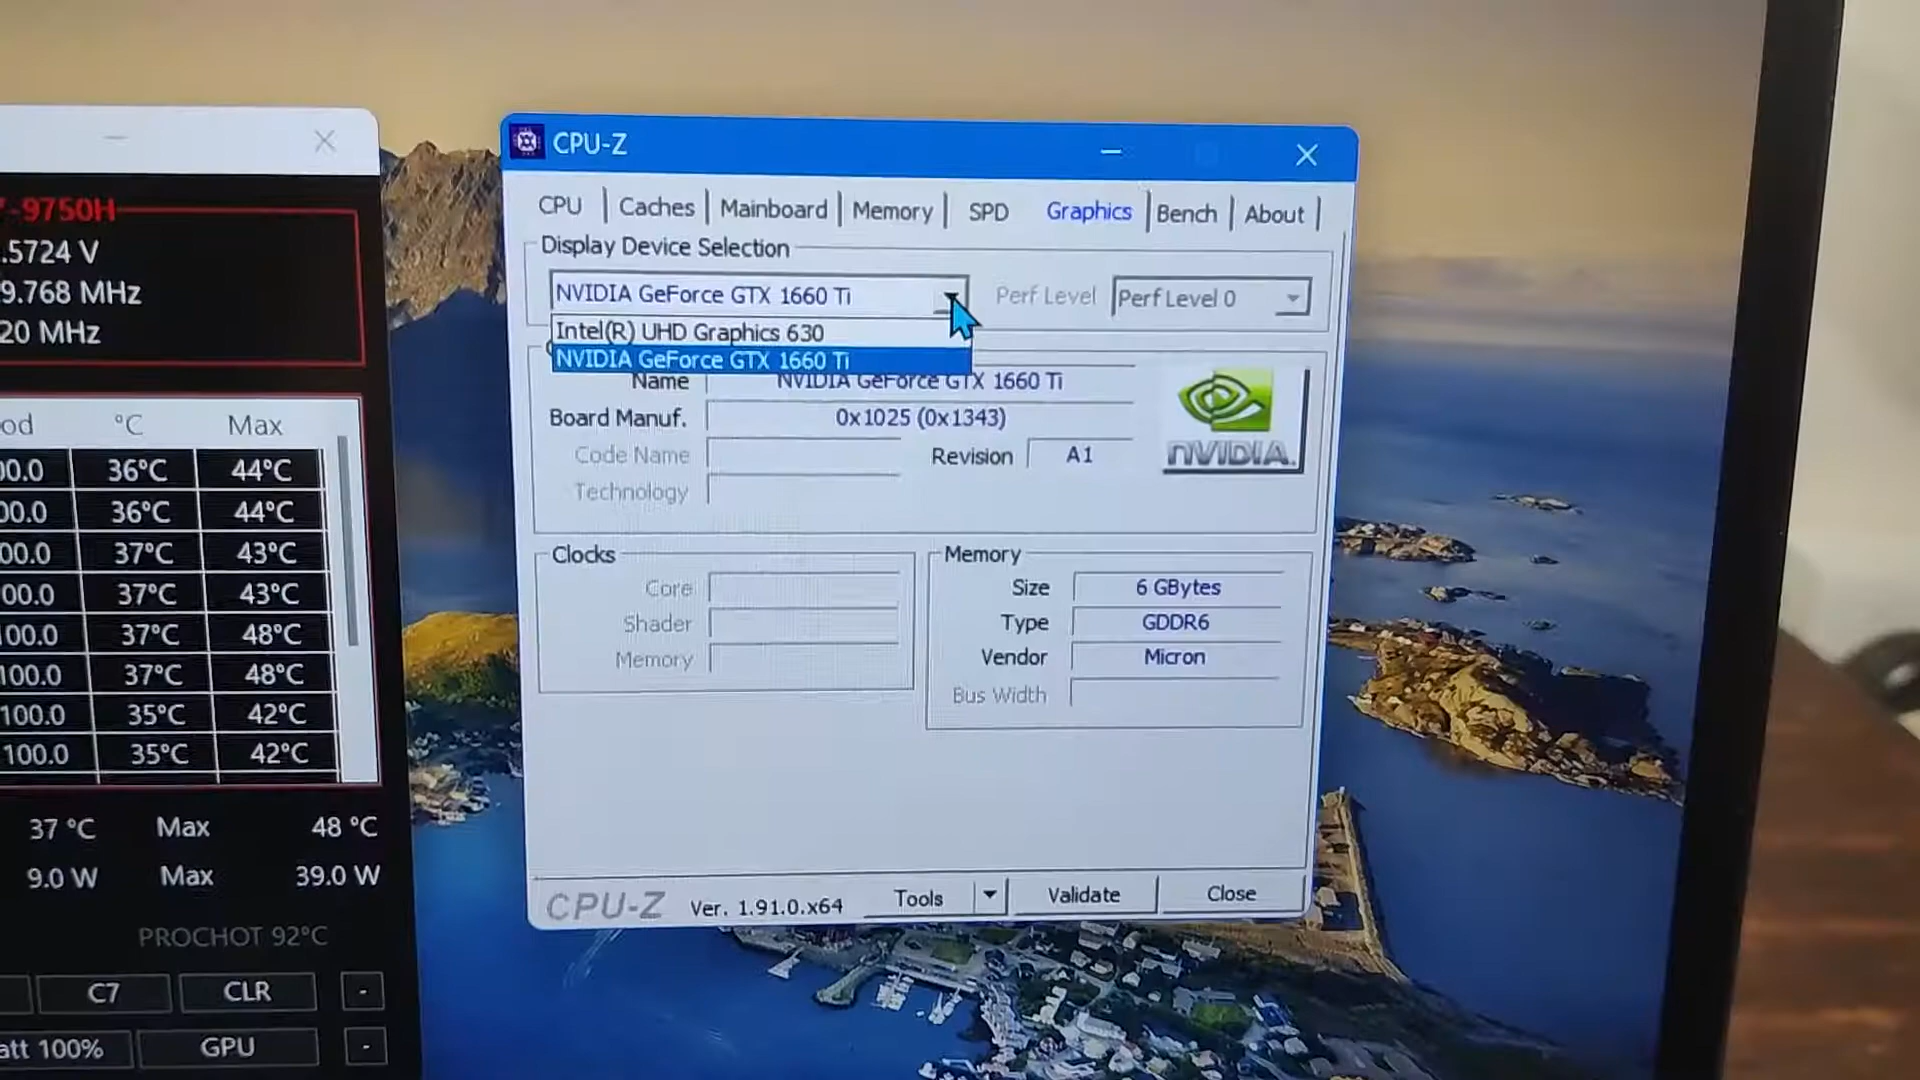 -9750H
.5724 V
9.768 MHz
20 MHz
od °C Max
00.0 36°C 44°C
00.0 36°C 44°C
00.0 37°C 43°C
00.0 37°C 43°C
100.0 37°C 48°C
100.0 37°C 48°C
100.0 35°C 42°C
100.0 35°C 42°C
37 °C Max 48 °C
9.0 W Max 39.0 W
PROCHOT 92°C
C7 CLR -
att 100% GPU -
CPU-Z
CPU Caches Mainboard Memory SPD Graphics Bench About
Display Device Selection
NVIDIA GeForce GTX 1660 Ti Perf Level Perf Level 0
Intel(R) UHD Graphics 630
NVIDIA GeForce GTX 1660 Ti
Name NVIDIA GeForce GTX 1660 Ti
Board Manuf. 0x1025 (0x1343)
Code Name Revision A1
Technology
NVIDIA.
Clocks
Core
Shader
Memory
Memory
Size 6 GBytes
Type GDDR6
Vendor Micron
Bus Width
CPU-Z Ver. 1.91.0.x64 Tools Validate Close